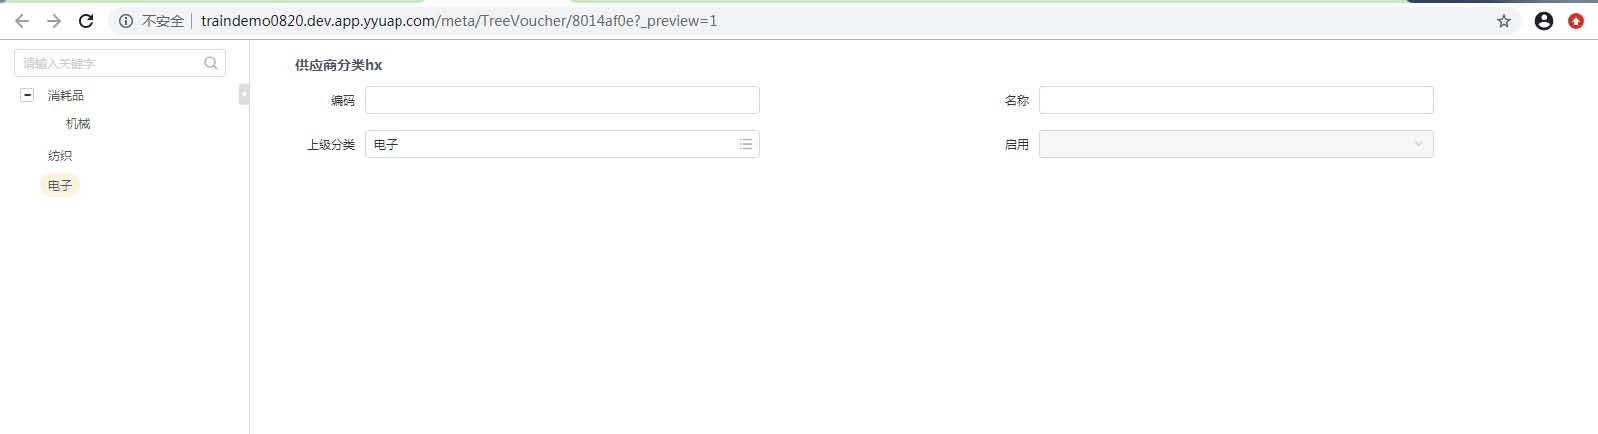 不安全 traindemo0820.dev.app.yyuap.com/meta/TreeVoucher/8014af0e?_preview=1
请输入关键字
消耗品
机械
纺织
电子
供应商分类hx
编码
名称
上级分类 电子
启用